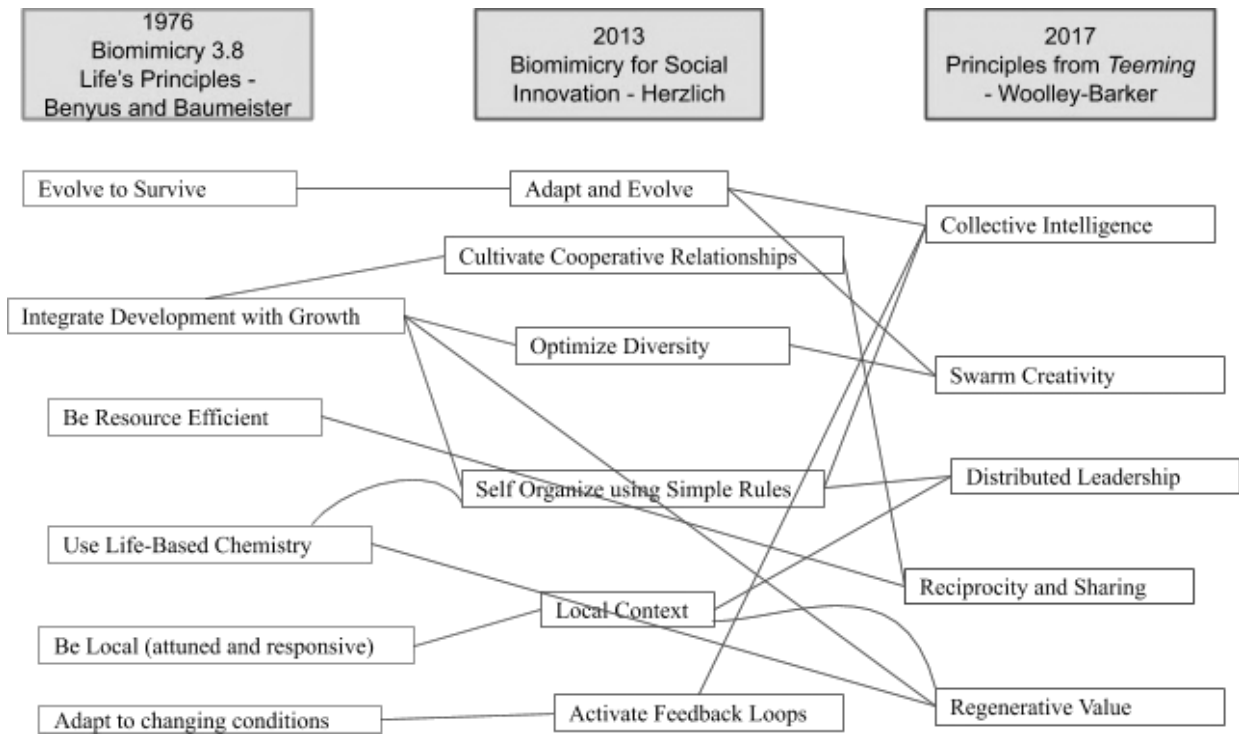 1976
Biomimicry 3.8
Life's Principles -
Benyus and Baumeister
2013
Biomimicry for Social
Innovation - Herzlich
2017
Principles from Teeming
- Woolley-Barker
Evolve to Survive
Integrate Development with Growth
Be Resource Efficient
Use Life-Based Chemistry
Be Local (attuned and responsive)
Adapt to changing conditions
Adapt and Evolve
Cultivate Cooperative Relationships
Optimize Diversity
Self Organize using Simple Rules
Local Context
Activate Feedback Loops
Collective Intelligence
Swarm Creativity
Distributed Leadership
Reciprocity and Sharing
Regenerative Value